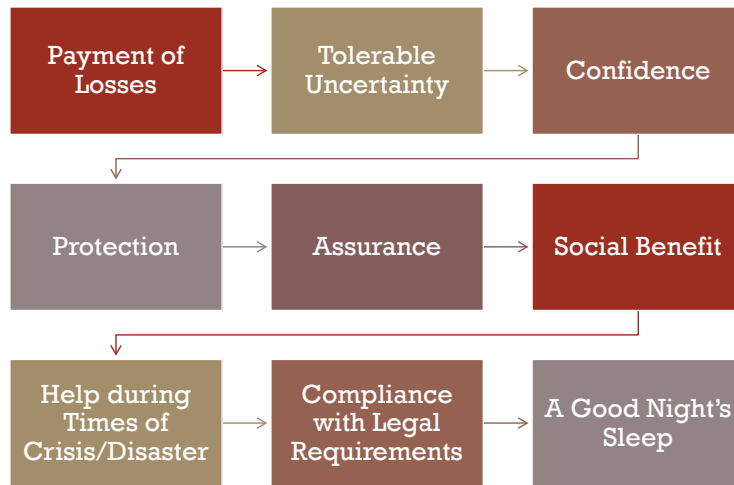 Payment of
Losses
Tolerable
Uncertainty
Confidence
Protection
Assurance
Social Benefit
Help during
Times of
Crisis/Disaster
Compliance
with Legal
Requirements
A Good Night’s
Sleep